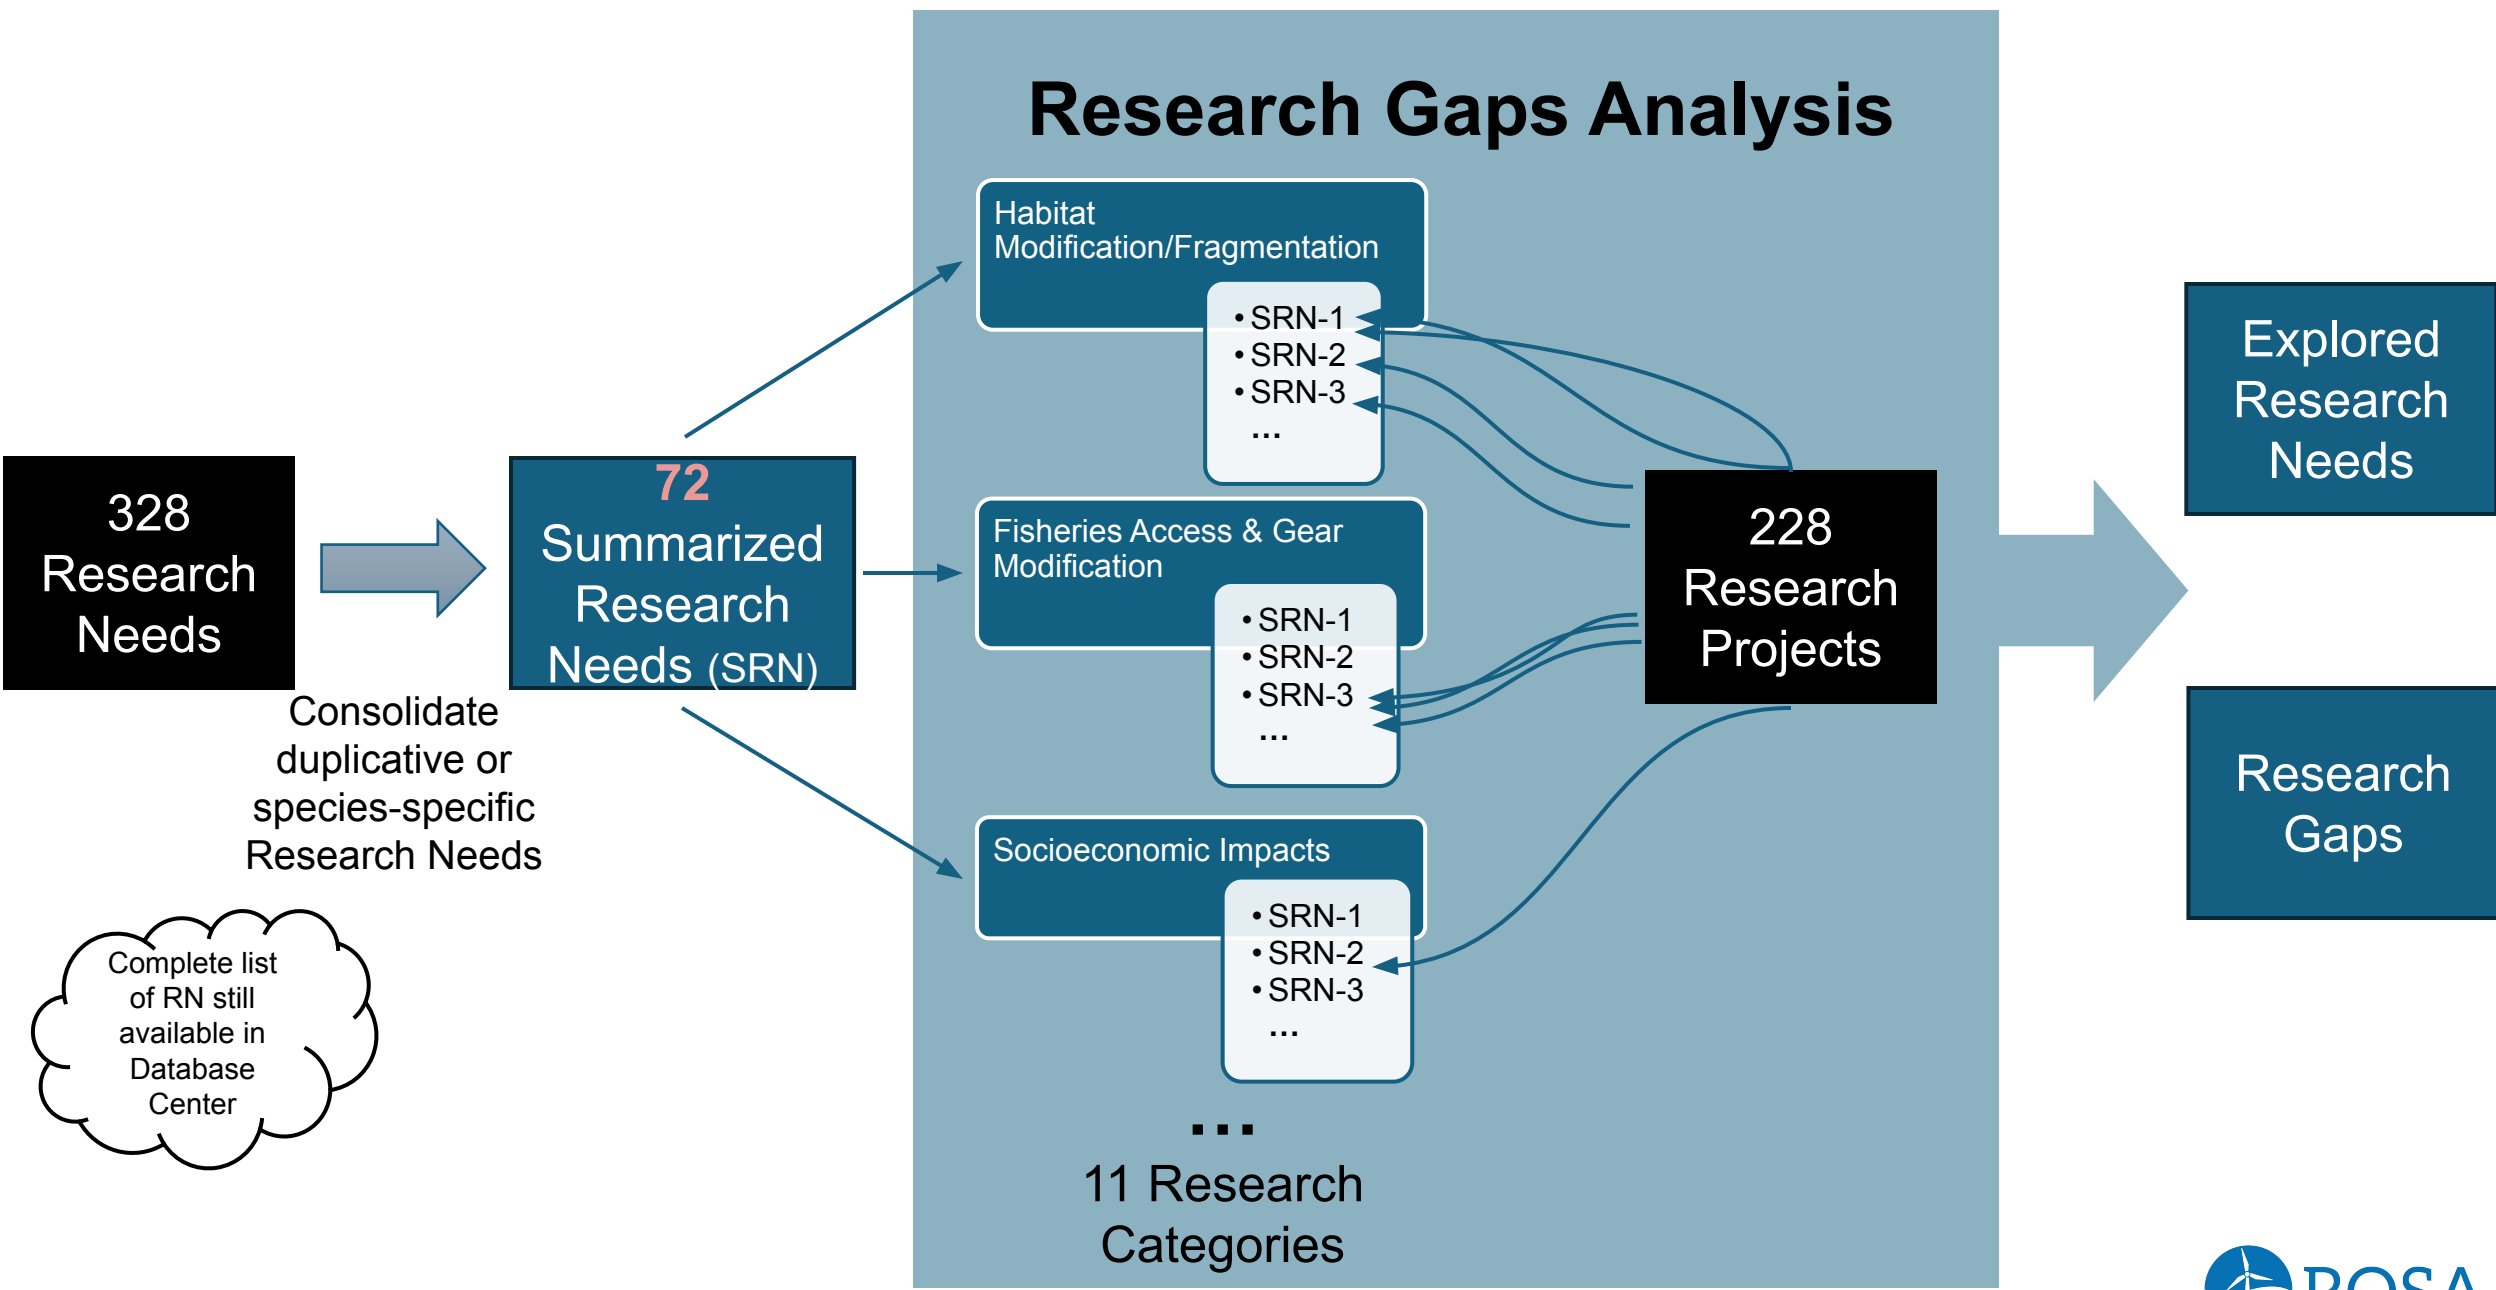 Research Gaps Analysis
328
Research
Needs
Consolidate
duplicative or
species-specific
Research Needs
Complete list
of RN still
available in
Database
Center
72
Summarized
Research
Needs (SRN)
Habitat
Modification/Fragmentation
• SRN-1
• SRN-2
• SRN-3
...
Fisheries Access & Gear
Modification
• SRN-1
• SRN-2
• SRN-3
...
Socioeconomic Impacts
• SRN-1
• SRN-2
• SRN-3
...
...
11 Research
Categories
228
Research
Projects
Explored
Research
Needs
Research
Gaps
ROSA